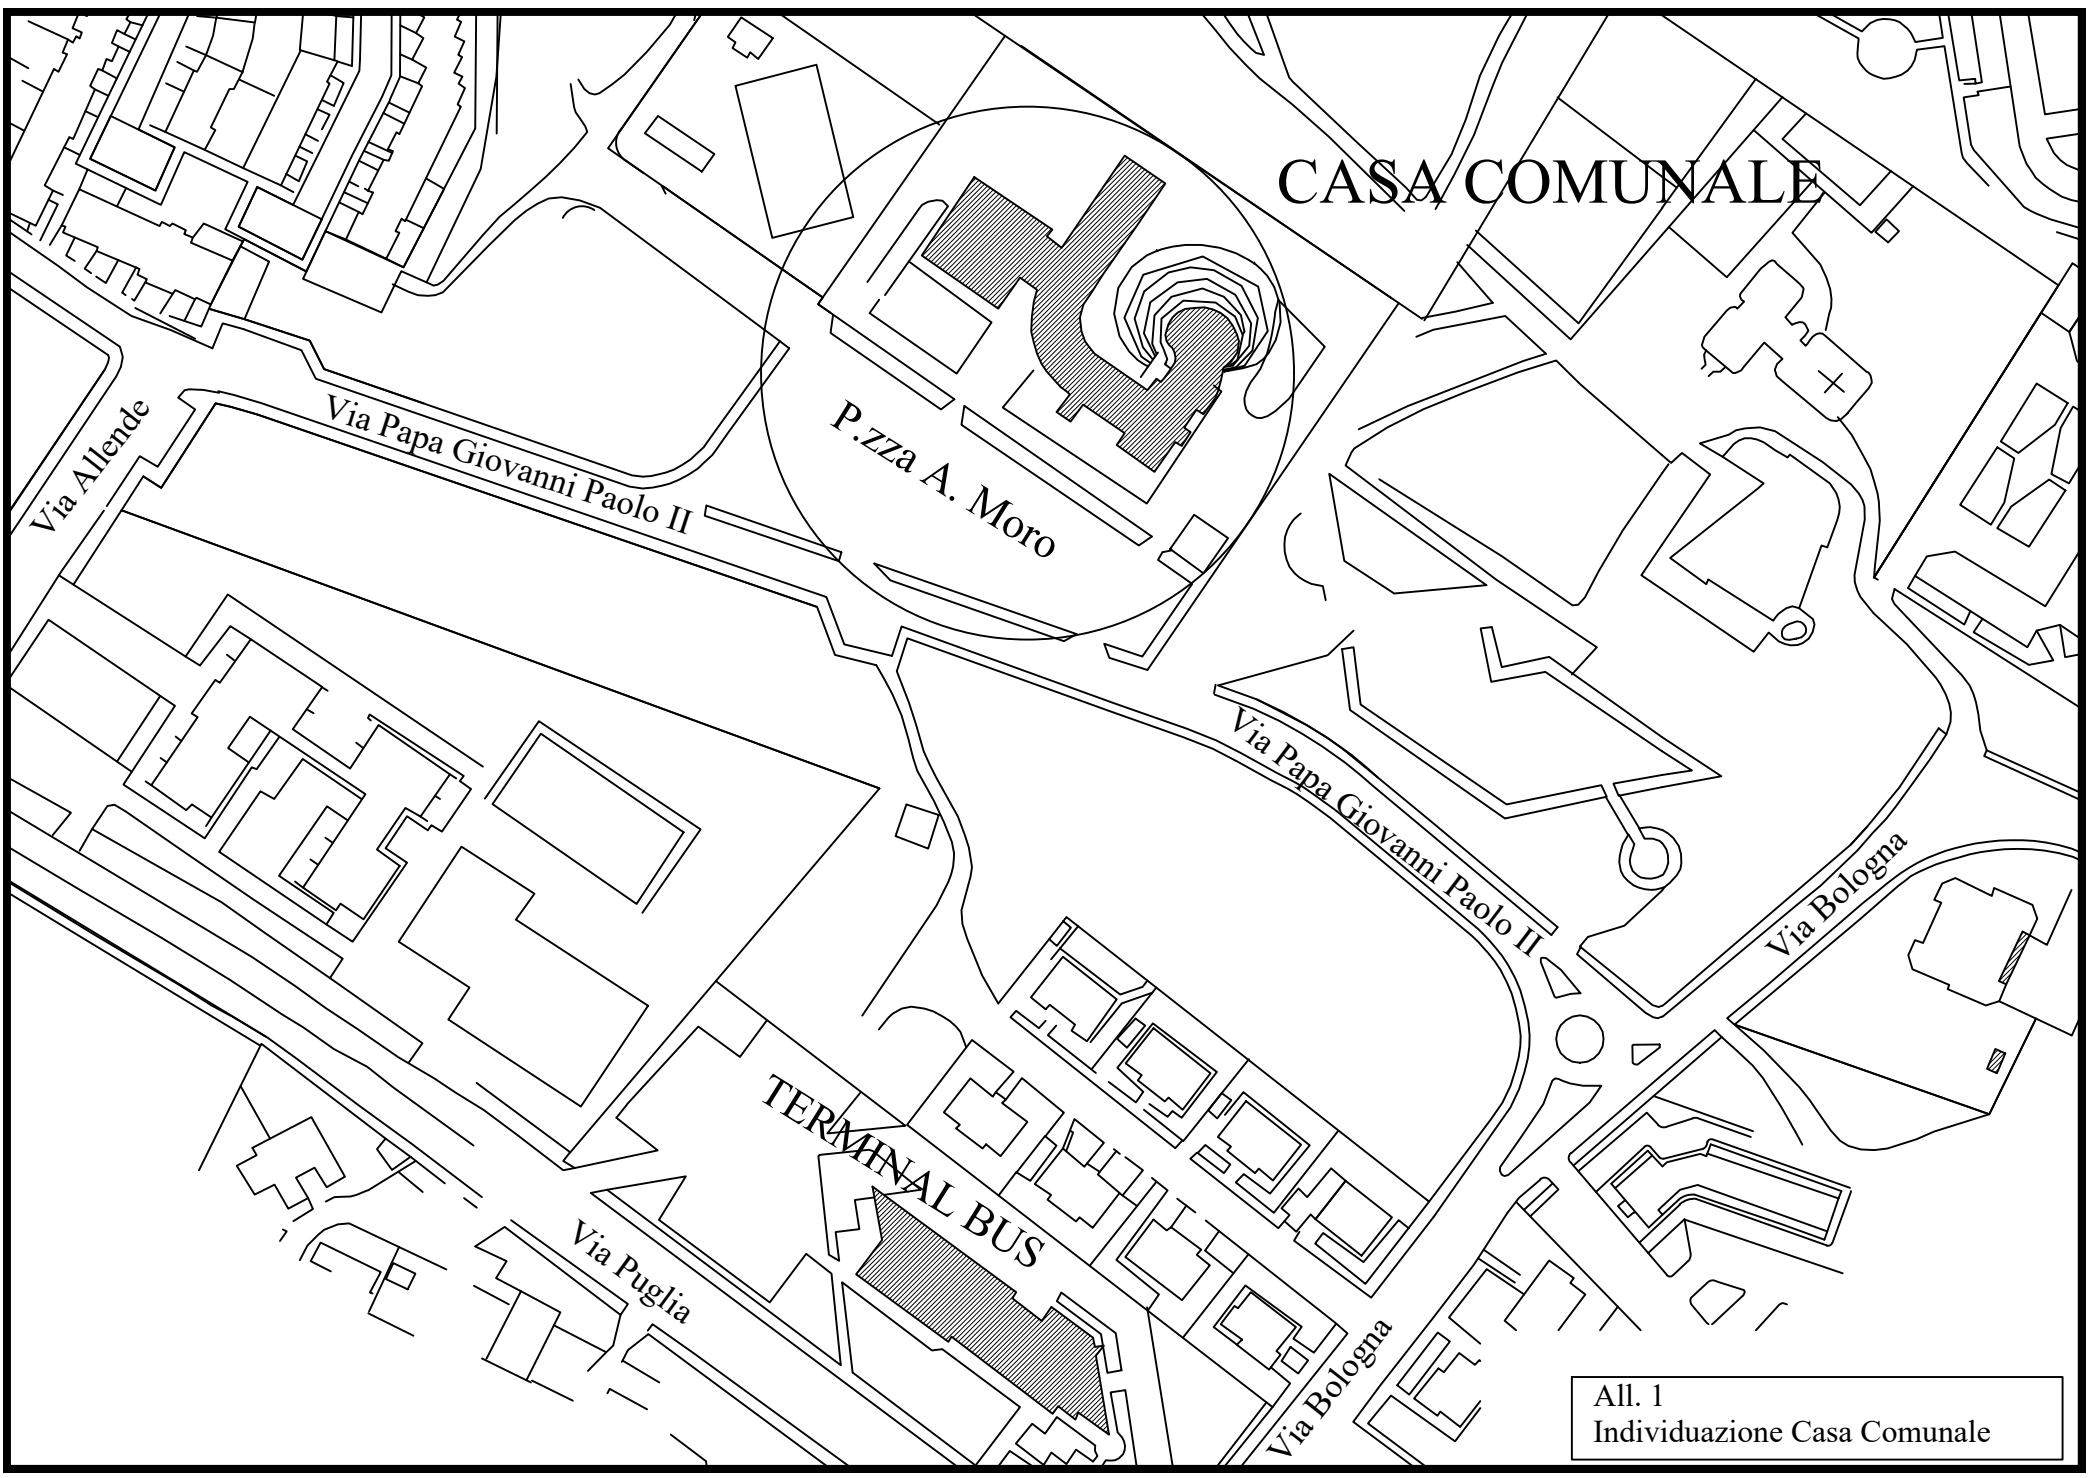 CASA COMUNALE
Via Allende
Via Papa Giovanni Paolo II
P.zza A. Moro
Via Papa Giovanni Paolo II
Via Bologna
TERMINAL BUS
Via Puglia
Via Bologna
All. 1
Individuazione Casa Comunale